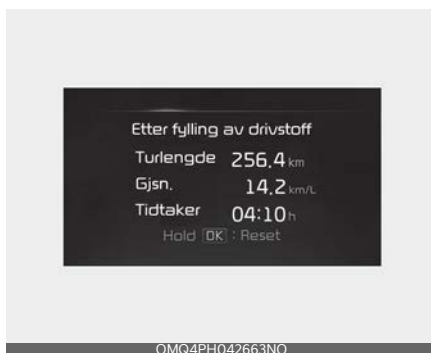 Etter fylling av drivstoff
Turlengde 256,4 km
Gjsn. 14,2 km/L
Tidtaker 04:10 h
Hold OK : Reset
OMQ4PH042663NO